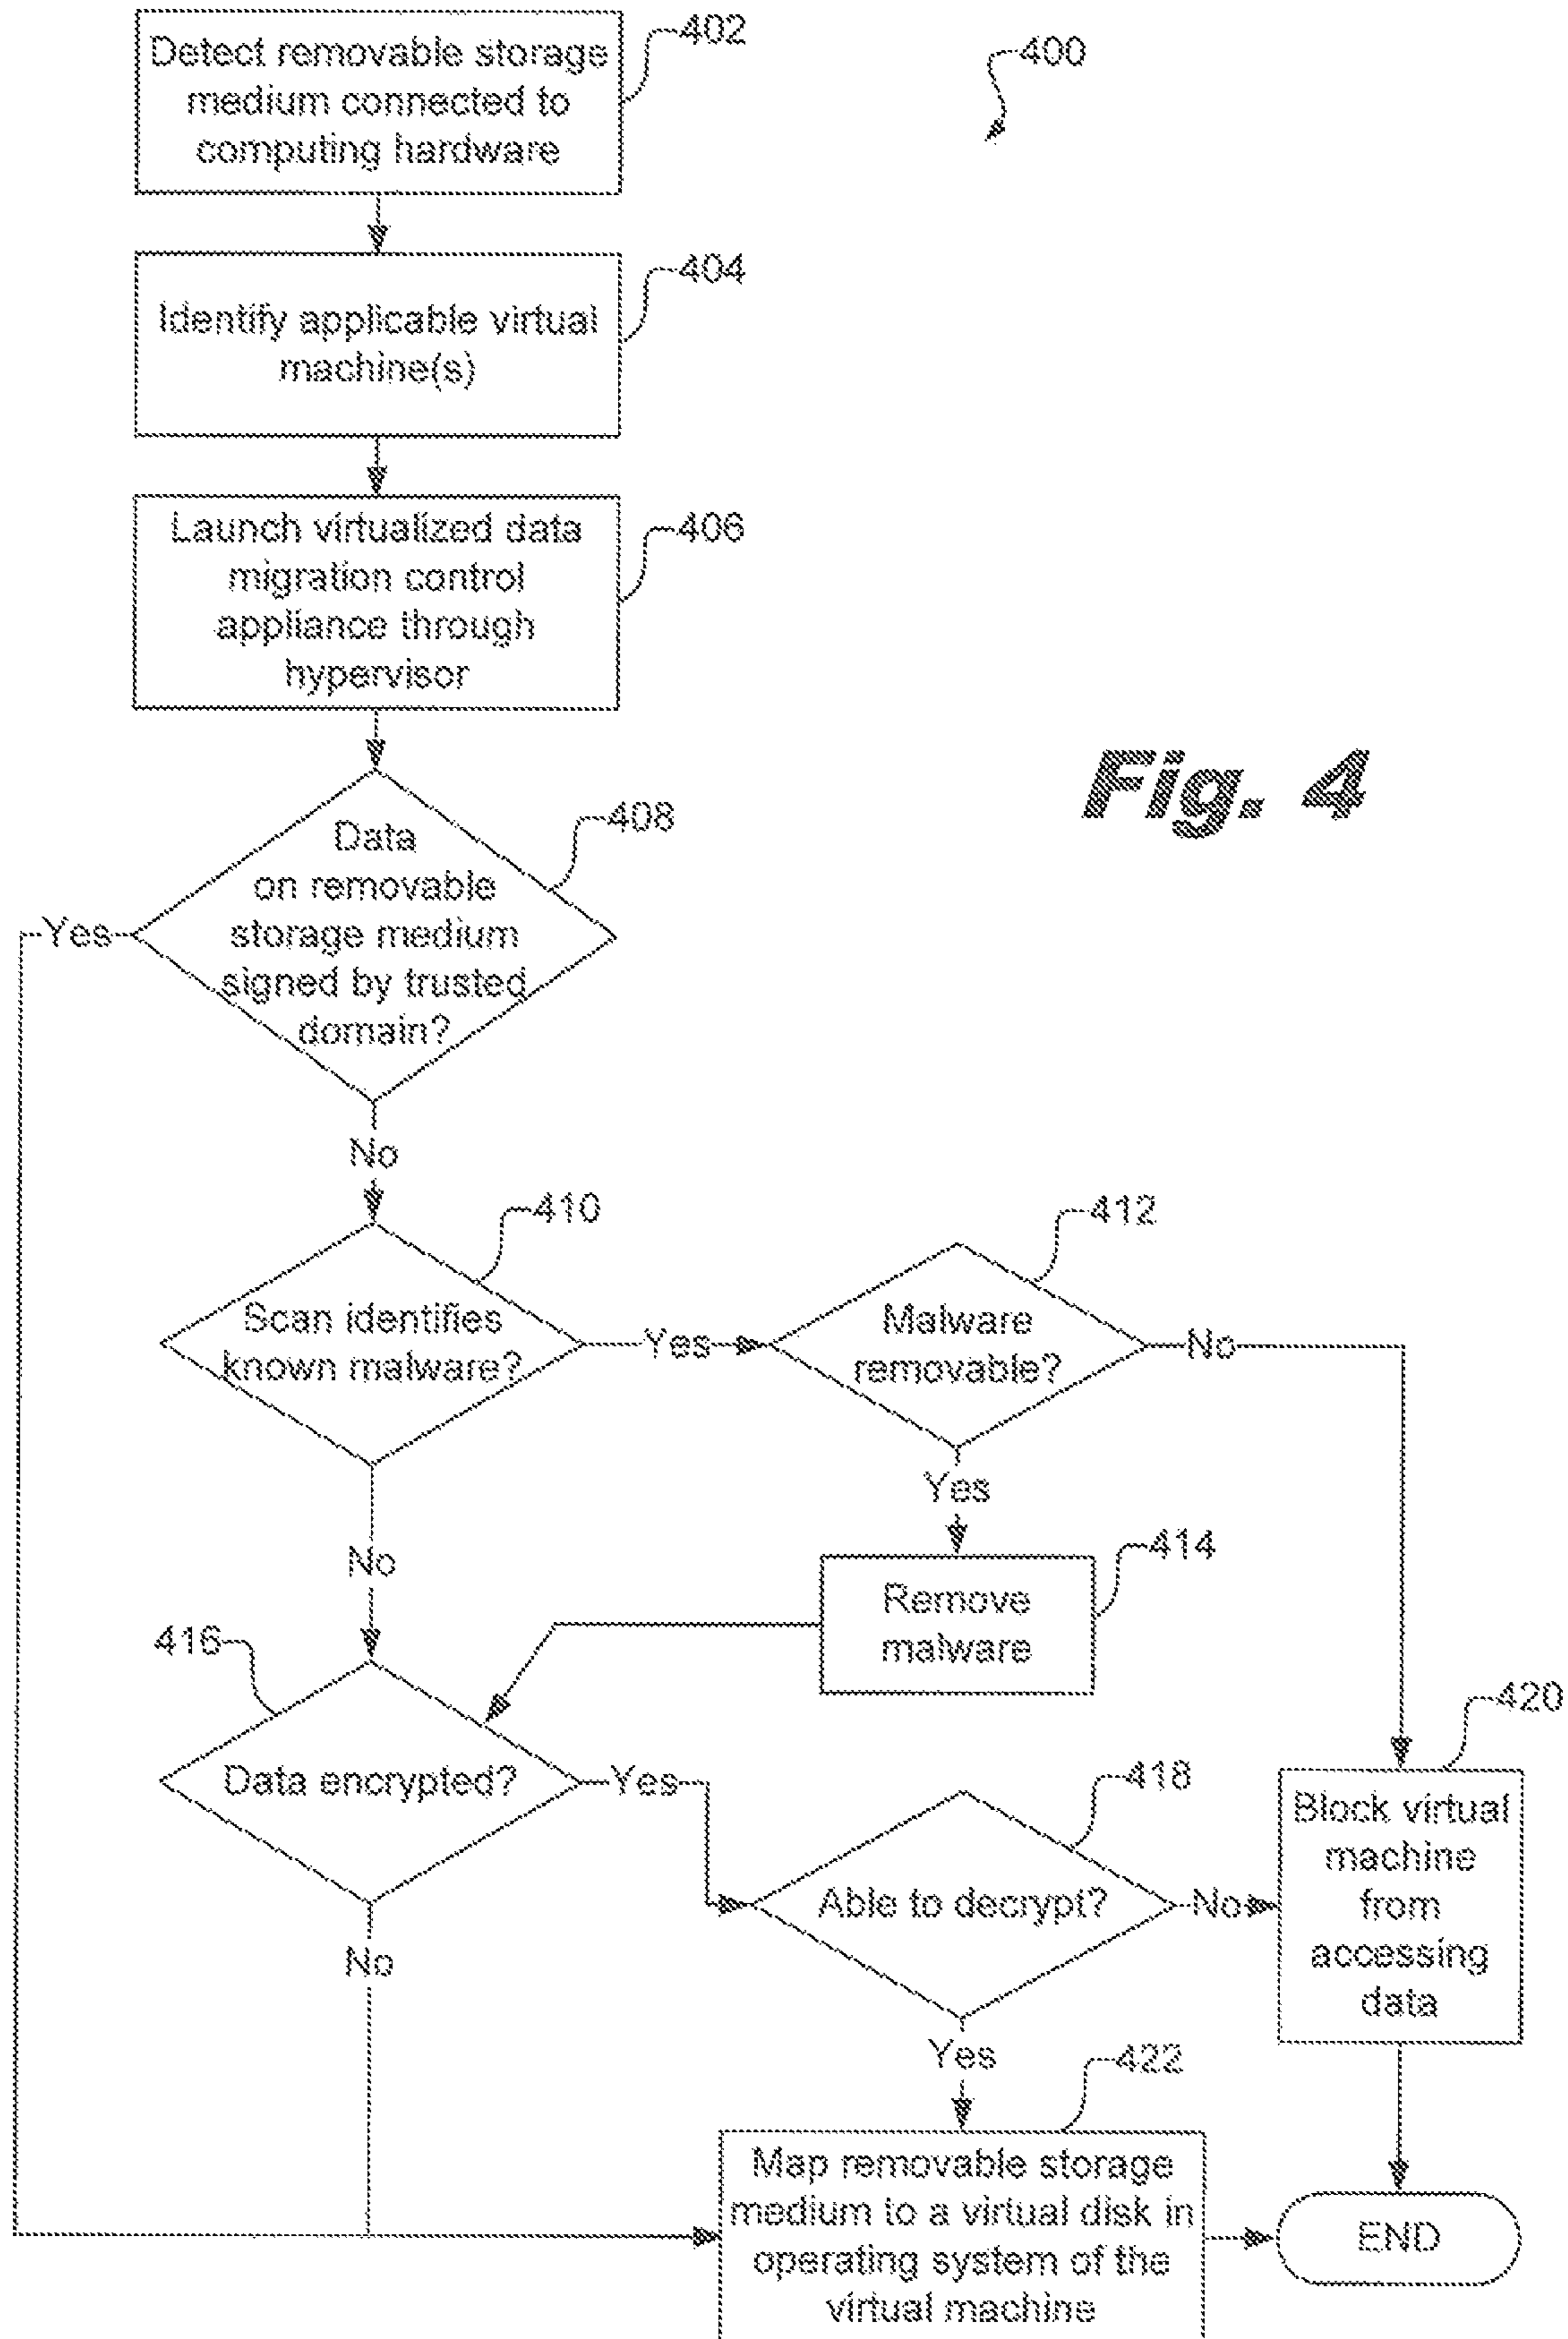 Detect removable storage
medium connected to
computing hardware
402
400
Identify applicable virtual
machine(s)
404
Launch virtualized data
migration control
appliance through
hypervisor
406
Fig. 4
Data
on removable
storage medium
signed by trusted
domain?
408
Yes
No
Scan identifies
known malware?
410
Yes
Malware
removable?
412
No
Yes
No
Remove
malware
414
416
Data encrypted?
Yes
Able to decrypt?
418
No
Block virtual
machine
from
accessing
data
420
No
Yes
Map removable storage
medium to a virtual disk in
operating system of the
virtual machine
422
END